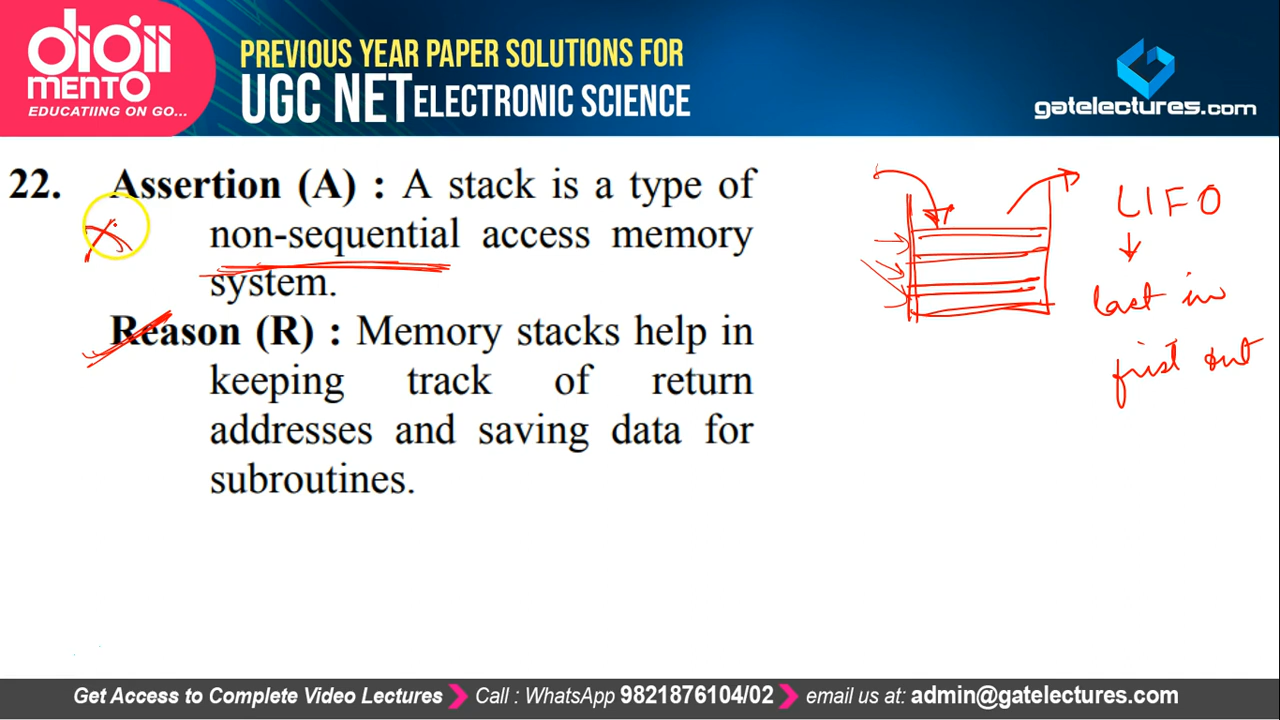 dioii
MENTO
EDUCATIING ON GO...
PREVIOUS YEAR PAPER SOLUTIONS FOR
UGC NET ELECTRONIC SCIENCE
gatelectures.com
22. Assertion (A) : A stack is a type of
non-sequential access memory
system.
Reason (R) : Memory stacks help in
keeping track of return
addresses and saving data for
subroutines.
LIFO
last in
first out
Get Access to Complete Video Lectures Call : WhatsApp 9821876104/02 email us at: admin@gatelectures.com